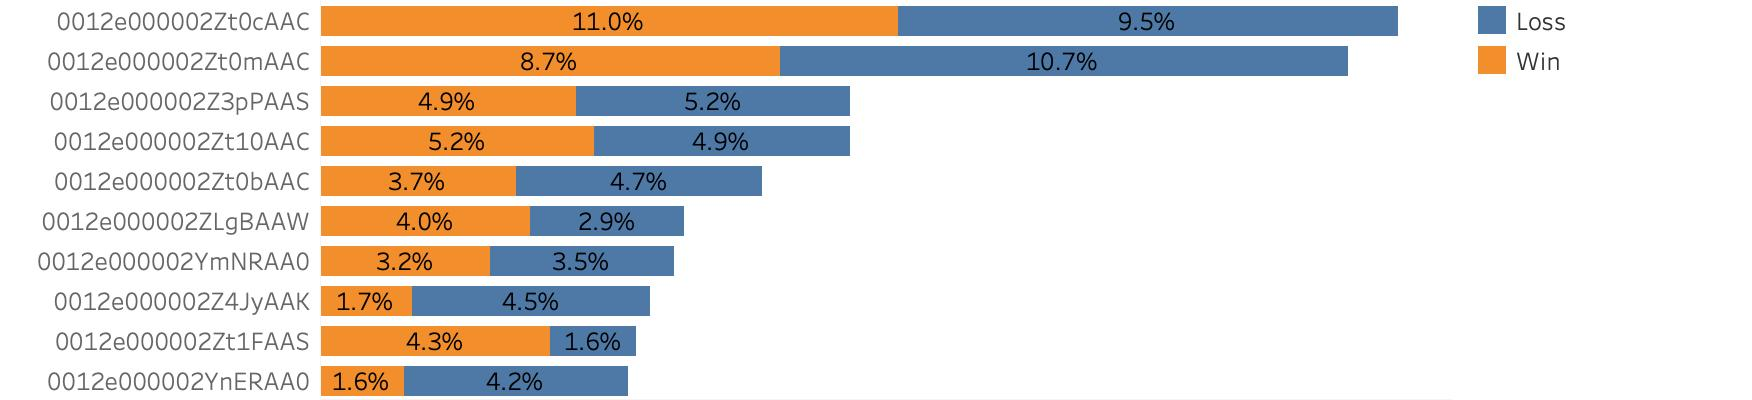 0012e000002Zt0cAAC 11.0% 9.5% Loss
0012e000002Zt0mAAC 8.7% 10.7% Win
0012e000002Z3pPAAS 4.9% 5.2%
0012e000002Zt10AAC 5.2% 4.9%
0012e000002Zt0bAAC 3.7% 4.7%
0012e000002ZLgBAAW 4.0% 2.9%
0012e000002YmNRAA0 3.2% 3.5%
0012e000002Z4JyAAK 1.7% 4.5%
0012e000002Zt1FAAS 4.3% 1.6%
0012e000002YnERAA0 1.6% 4.2%